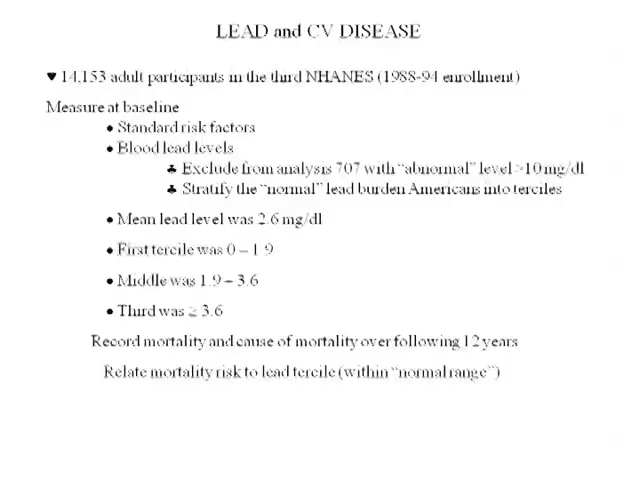 LEAD and CV DISEASE
♥ 14,153 adult participants in the third NHANES (1988-94 enrollment)
Measure at baseline
• Standard risk factors
• Blood lead levels
♣ Exclude from analysis 707 with "abnormal" level >10 mg/dl
♣ Stratify the "normal" lead burden Americans into terciles
• Mean lead level was 2.6 mg/dl
• First tercile was 0 – 1.9
• Middle was 1.9 – 3.6
• Third was ≥ 3.6
Record mortality and cause of mortality over following 12 years
Relate mortality risk to lead tercile (within "normal range")